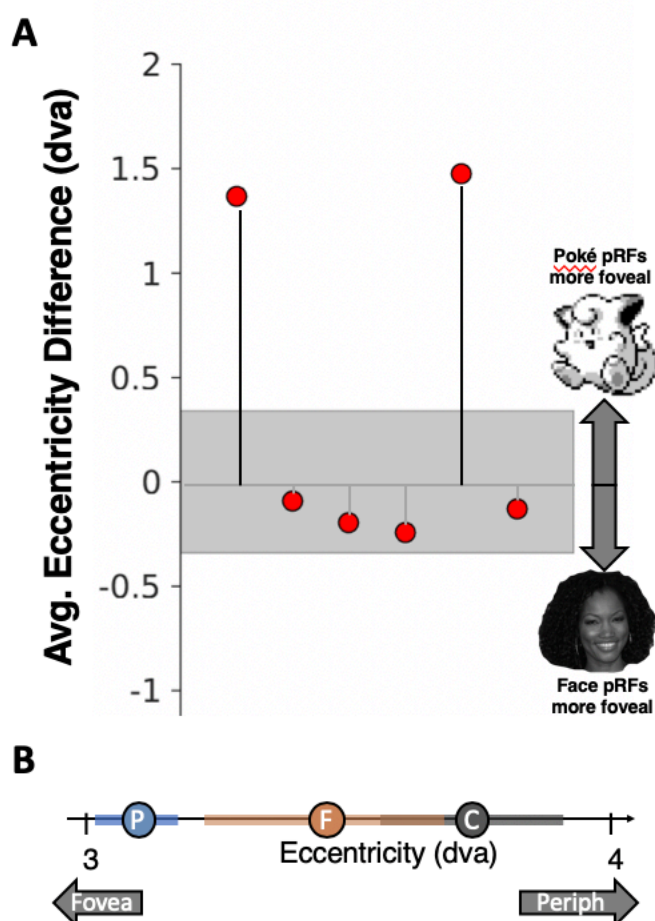 A
Avg. Eccentricity Difference (dva)
2
1.5
1
0.5
0
-0.5
-1
Poké pRFs
more foveal
Face pRFs
more foveal
B
P
F
C
3
Eccentricity (dva)
4
Fovea
Periph